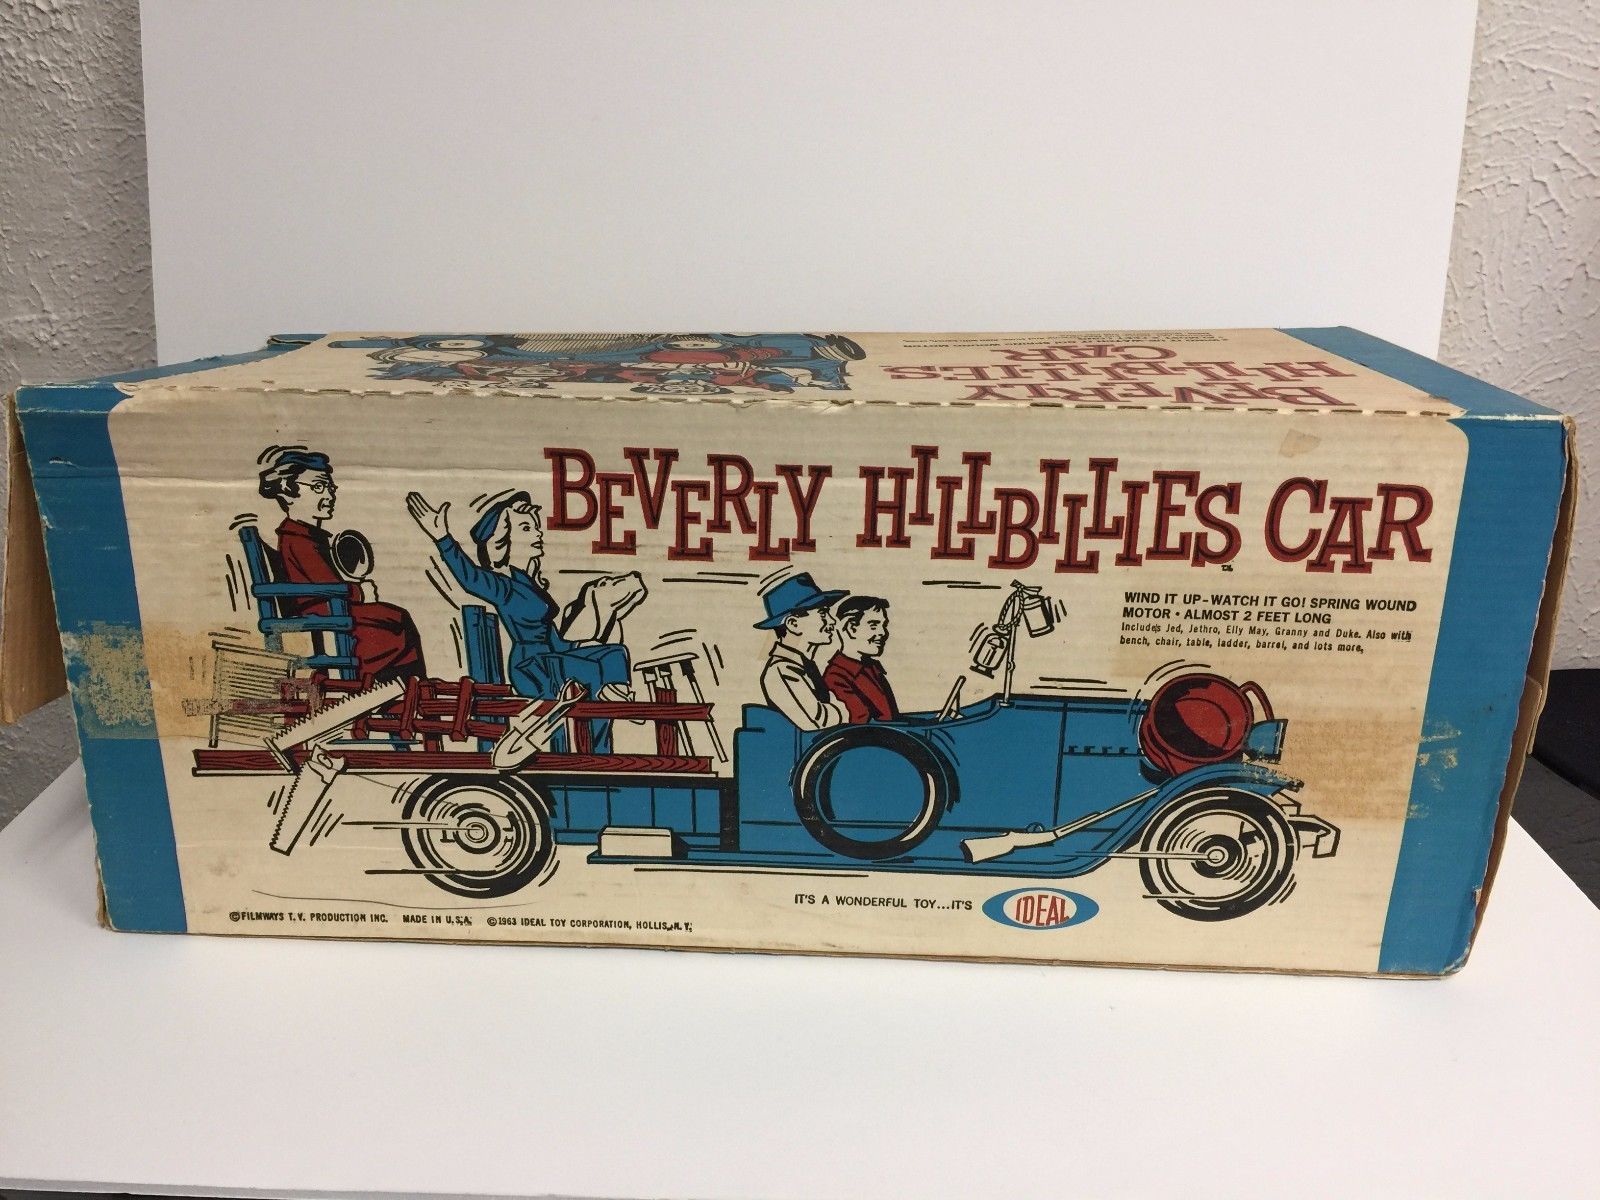 BEVERLY
HILLBILLIES
CAR
BEVERLY HILLBILLIES CAR
WIND IT UP-WATCH IT GO! SPRING WOUND
MOTOR • ALMOST 2 FEET LONG
Includes Jed, Jethro, Elly May, Granny and Duke. Also with
bench, chair, table, ladder, barrel, and lots more.
IT'S A WONDERFUL TOY...IT'S IDEAL
©FILMWAYS T.V. PRODUCTION INC. MADE IN U.S.A. ©1963 IDEAL TOY CORPORATION, HOLLIS, N.Y.